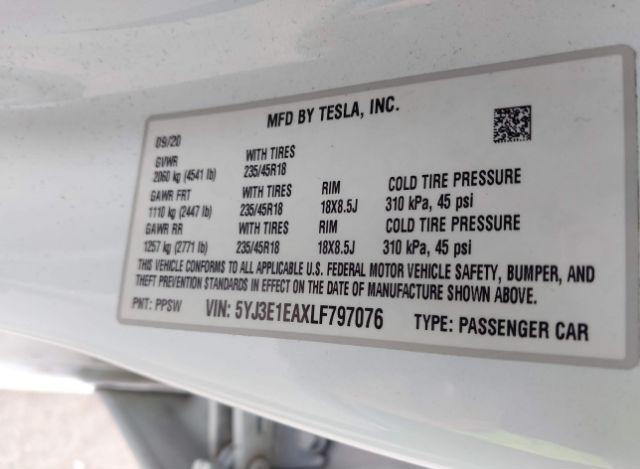 MFD BY TESLA, INC.
09/20
GVWR WITH TIRES
2060 kg (4541 lb) 235/45R18
GAWR FRT WITH TIRES RIM COLD TIRE PRESSURE
1110 kg (2447 lb) 235/45R18 18X8.5J 310 kPa, 45 psi
GAWR RR WITH TIRES RIM COLD TIRE PRESSURE
1257 kg (2771 lb) 235/45R18 18X8.5J 310 kPa, 45 psi
THIS VEHICLE CONFORMS TO ALL APPLICABLE U.S. FEDERAL MOTOR VEHICLE SAFETY, BUMPER, AND
THEFT PREVENTION STANDARDS IN EFFECT ON THE DATE OF MANUFACTURE SHOWN ABOVE.
PNT: PPSW VIN: 5YJ3E1EAXLF797076 TYPE: PASSENGER CAR